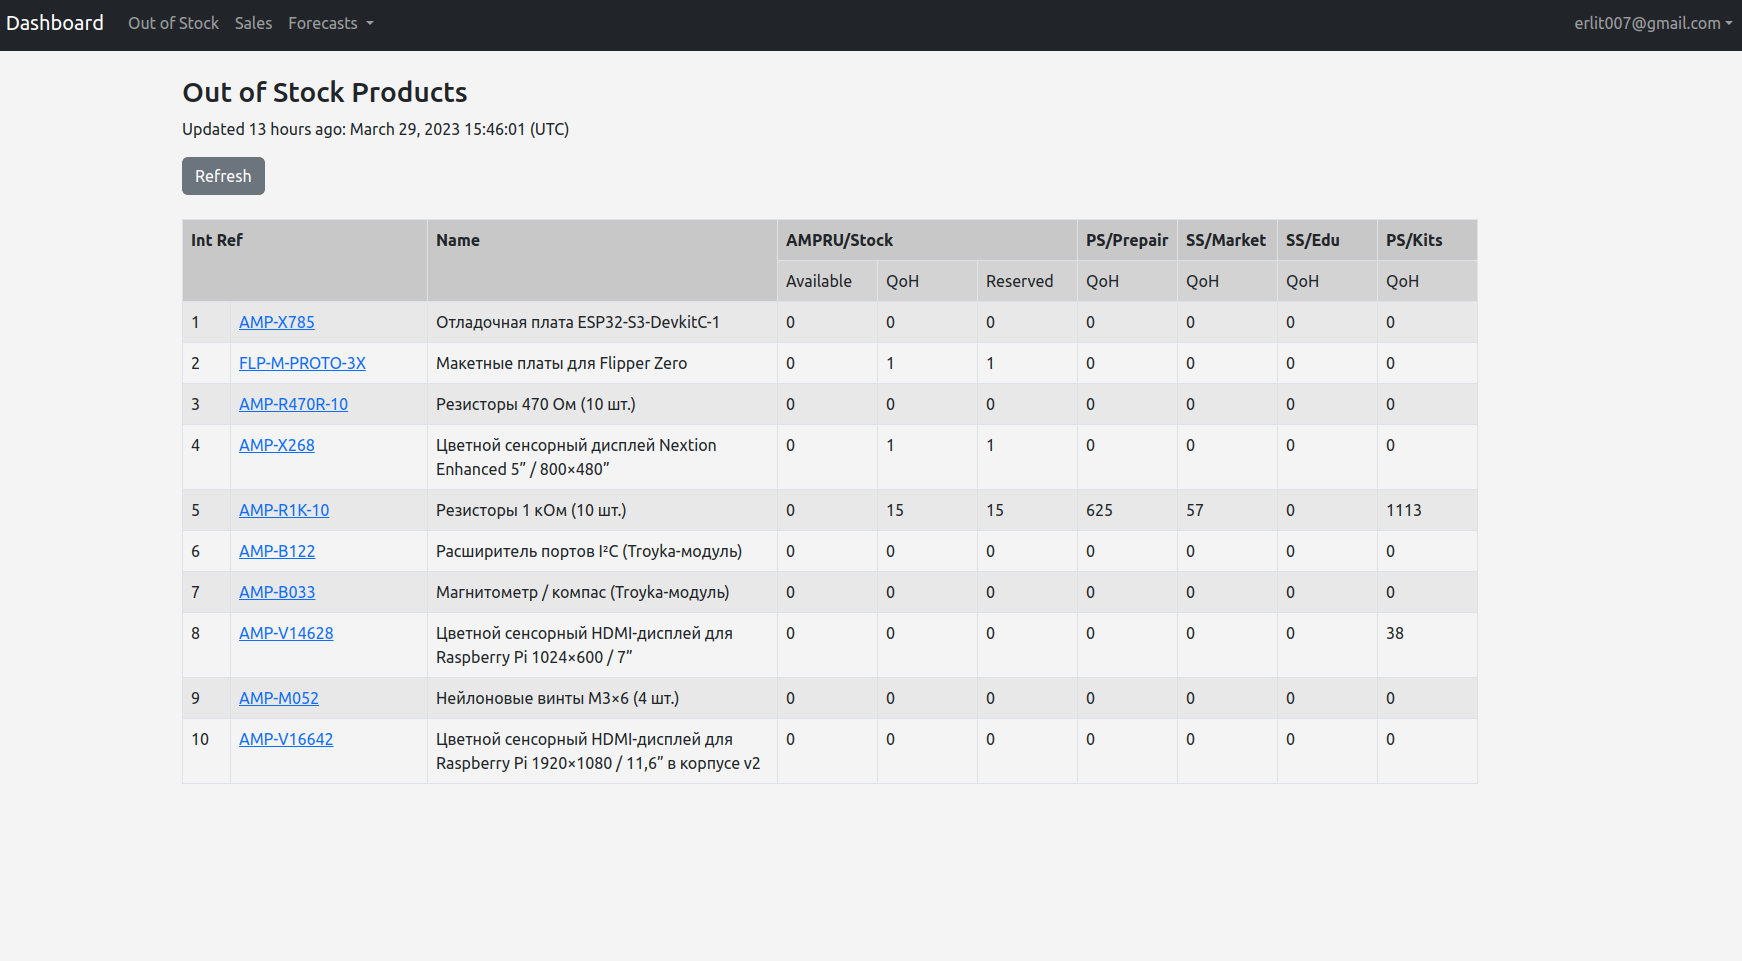 Dashboard Out of Stock Sales Forecasts erlit007@gmail.com
Out of Stock Products
Updated 13 hours ago: March 29, 2023 15:46:01 (UTC)
Refresh
Int Ref Name AMPRU/Stock PS/Prepair SS/Market SS/Edu PS/Kits
Available QoH Reserved QoH QoH QoH QoH
1 AMP-X785 Отладочная плата ESP32-S3-DevkitC-1 0 0 0 0 0 0 0
2 FLP-M-PROTO-3X Макетные платы для Flipper Zero 0 1 1 0 0 0 0
3 AMP-R470R-10 Резисторы 470 Ом (10 шт.) 0 0 0 0 0 0 0
4 AMP-X268 Цветной сенсорный дисплей Nextion 0 1 1 0 0 0 0
Enhanced 5” / 800×480”
5 AMP-R1K-10 Резисторы 1 кОм (10 шт.) 0 15 15 625 57 0 1113
6 AMP-B122 Расширитель портов I²C (Troyka-модуль) 0 0 0 0 0 0 0
7 AMP-B033 Магнитометр / компас (Troyka-модуль) 0 0 0 0 0 0 0
8 AMP-V14628 Цветной сенсорный HDMI-дисплей для 0 0 0 0 0 0 38
Raspberry Pi 1024×600 / 7”
9 AMP-M052 Нейлоновые винты М3×6 (4 шт.) 0 0 0 0 0 0 0
10 AMP-V16642 Цветной сенсорный HDMI-дисплей для 0 0 0 0 0 0 0
Raspberry Pi 1920×1080 / 11,6” в корпусе v2